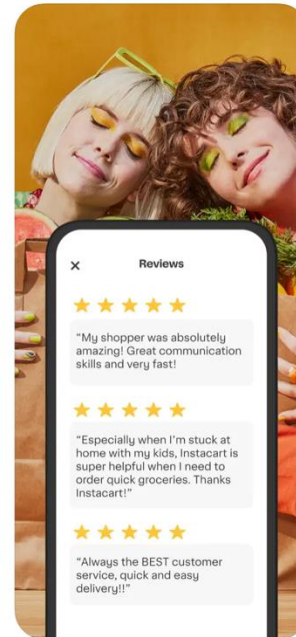 Reviews
"My shopper was absolutely
amazing! Great communication
skills and very fast!
"Especially when I'm stuck at
home with my kids, Instacart is
super helpful when I need to
order quick groceries. Thanks
Instacart!"
"Always the BEST customer
service, quick and easy
delivery!!"